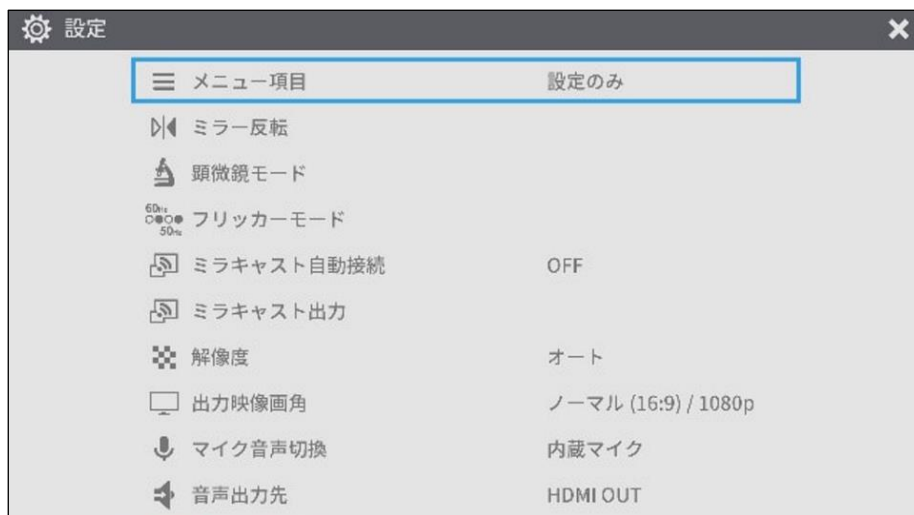 設定
メニュー項目 設定のみ
ミラー反転
顕微鏡モード
60Hz
50Hz
フリッカーモード
ミラキャスト自動接続 OFF
ミラキャスト出力
解像度 オート
出力映像画角 ノーマル (16:9) / 1080p
マイク音声切換 内蔵マイク
音声出力先 HDMI OUT